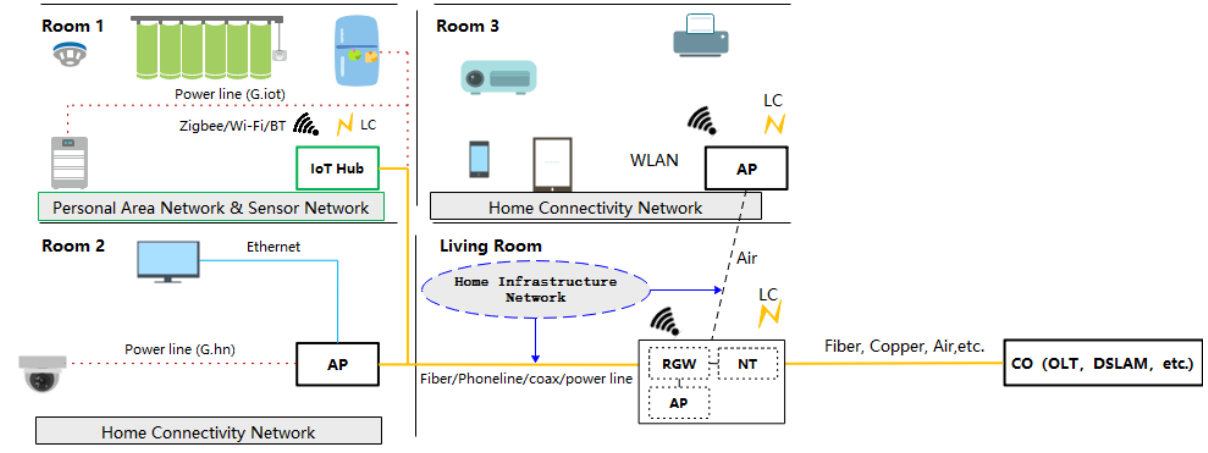 Room 1
Power line (G.iot)
Zigbee/Wi-Fi/BT
LC
IoT Hub
Personal Area Network & Sensor Network
Room 3
LC
WLAN
AP
Home Connectivity Network
Room 2
Ethernet
Power line (G.hn)
AP
Home Connectivity Network
Living Room
Home Infrastructure
Network
Air
LC
Fiber/Phoneline/coax/power line
RGW
NT
AP
Fiber, Copper, Air,etc.
CO (OLT, DSLAM, etc.)